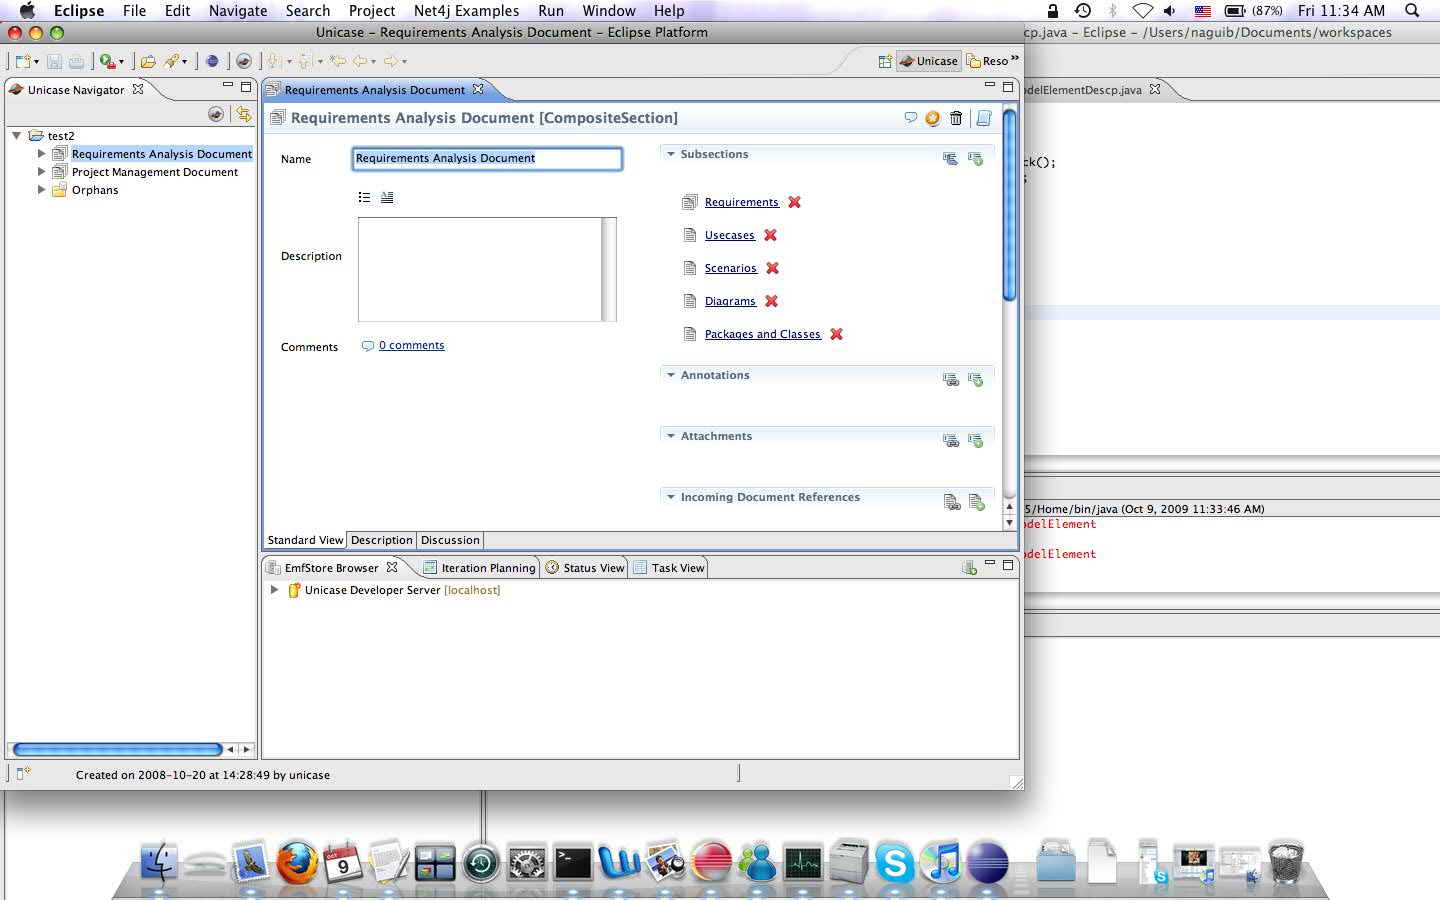 Eclipse File Edit Navigate Search Project Net4j Examples Run Window Help (87%) Fri 11:34 AM
Unicase – Requirements Analysis Document – Eclipse Platform
cp.java – Eclipse – /Users/naguib/Documents/workspaces
Unicase Reso »
Unicase Navigator
Requirements Analysis Document
odelElementDescp.java
Requirements Analysis Document [CompositeSection]
test2
Requirements Analysis Document
Project Management Document
Orphans
Name Requirements Analysis Document
Description
Comments 0 comments
Subsections
Requirements
Usecases
Scenarios
Diagrams
Packages and Classes
Annotations
Attachments
Incoming Document References
ck();
;
5/Home/bin/java (Oct 9, 2009 11:33:46 AM)
odelElement
odelElement
Standard View Description Discussion
EmfStore Browser Iteration Planning Status View Task View
Unicase Developer Server [localhost]
Created on 2008-10-20 at 14:28:49 by unicase
OCT
9